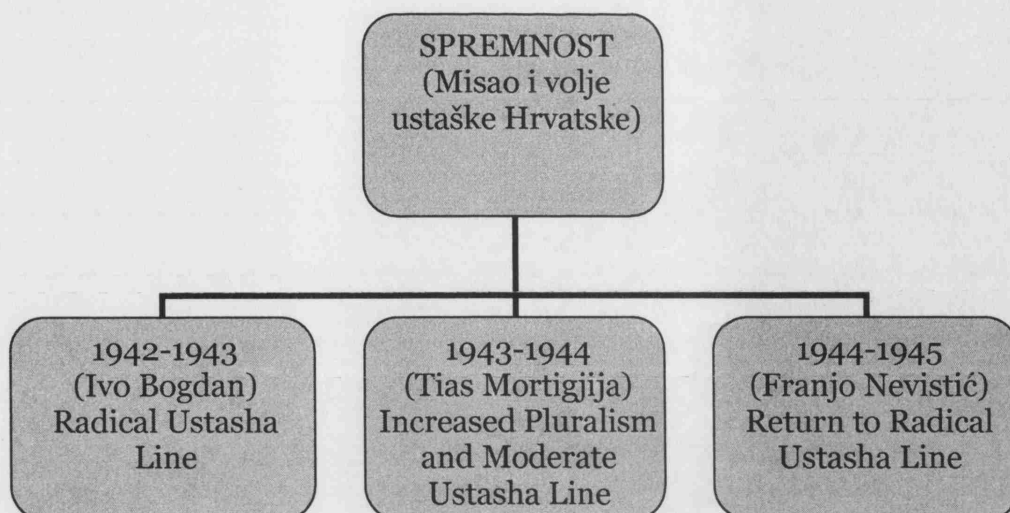 SPREMNOST
(Misao i volje
ustaške Hrvatske)
1942-1943
(Ivo Bogdan)
Radical Ustasha
Line
1943-1944
(Tias Mortigjija)
Increased Pluralism
and Moderate
Ustasha Line
1944-1945
(Franjo Nevistić)
Return to Radical
Ustasha Line